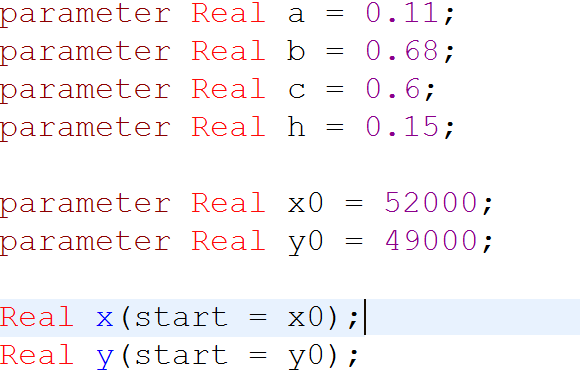 parameter Real a = 0.11;
parameter Real b = 0.68;
parameter Real c = 0.6;
parameter Real h = 0.15;
parameter Real x0 = 52000;
parameter Real y0 = 49000;
Real x(start = x0);
Real y(start = y0);